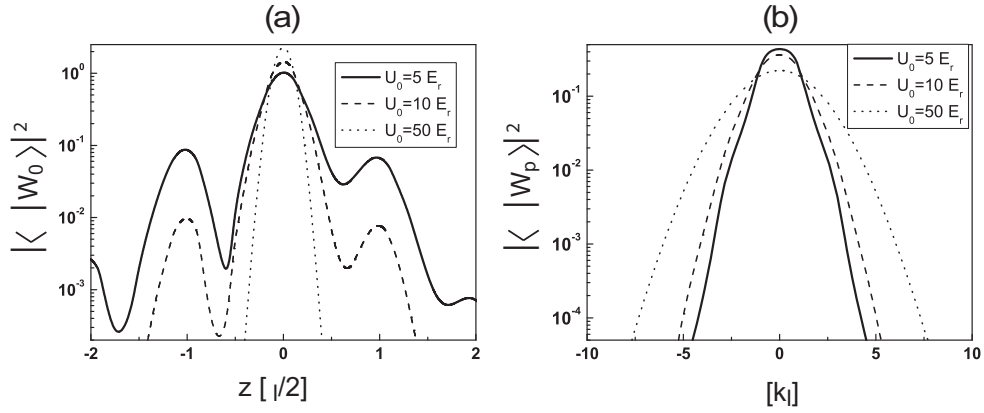 (a)
(b)
U₀=5 Eᵣ
U₀=10 Eᵣ
U₀=50 Eᵣ
U₀=5 Eᵣ
U₀=10 Eᵣ
U₀=50 Eᵣ
|⟨ |W₀⟩|²
|⟨ |Wₚ⟩|²
10⁰
10⁻¹
10⁻²
10⁻³
10⁻¹
10⁻²
10⁻³
10⁻⁴
-2 -1 0 1 2
-10 -5 0 5 10
z [ l/2]
[kl]